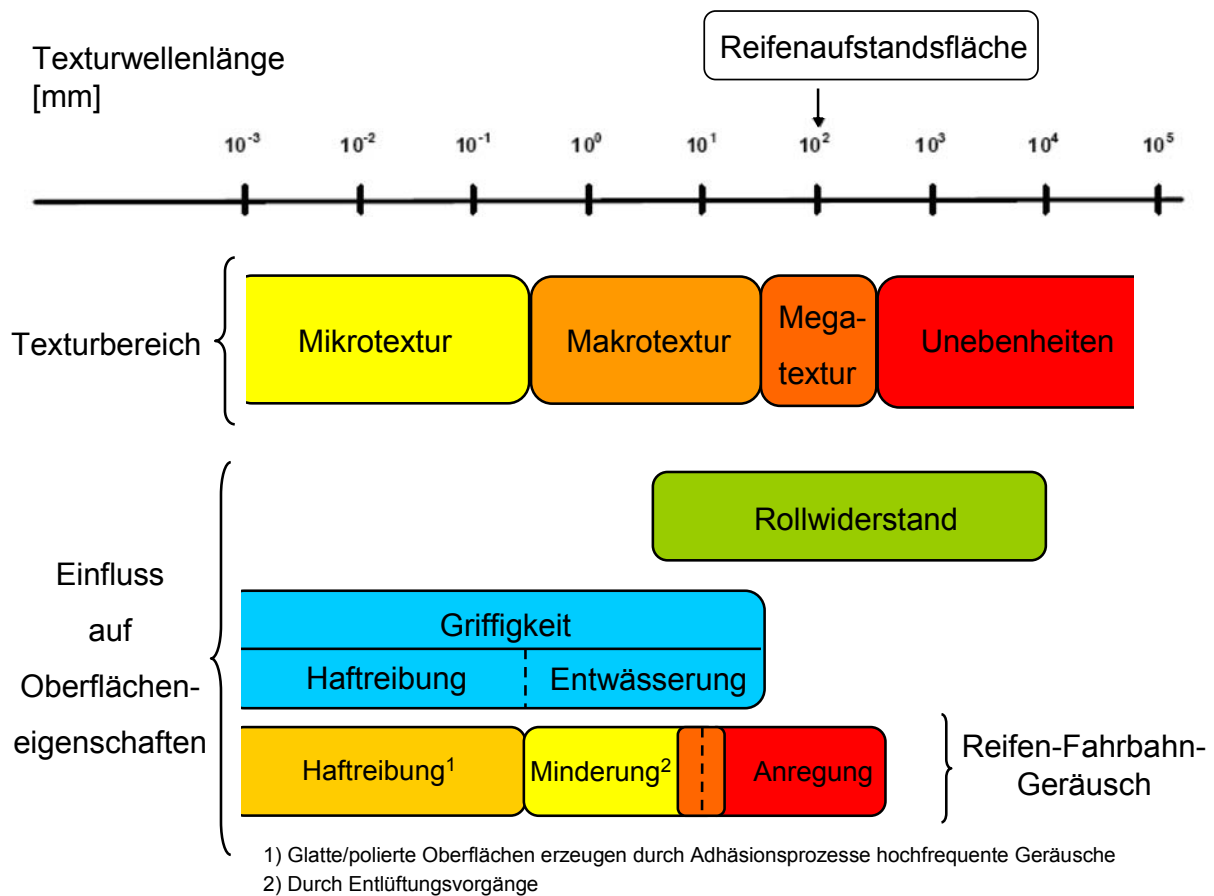 Reifenaufstandsfläche
Texturwellenlänge
[mm]
10⁻³ 10⁻² 10⁻¹ 10⁰ 10¹ 10² 10³ 10⁴ 10⁵
Texturbereich
Mikrotextur
Makrotextur
Mega-
textur
Unebenheiten
Einfluss
auf
Oberflächen-
eigenschaften
Rollwiderstand
Griffigkeit
Haftreibung
Entwässerung
Haftreibung¹
Minderung²
Anregung
Reifen-Fahrbahn-
Geräusch
1) Glatte/polierte Oberflächen erzeugen durch Adhäsionsprozesse hochfrequente Geräusche
2) Durch Entlüftungsvorgänge